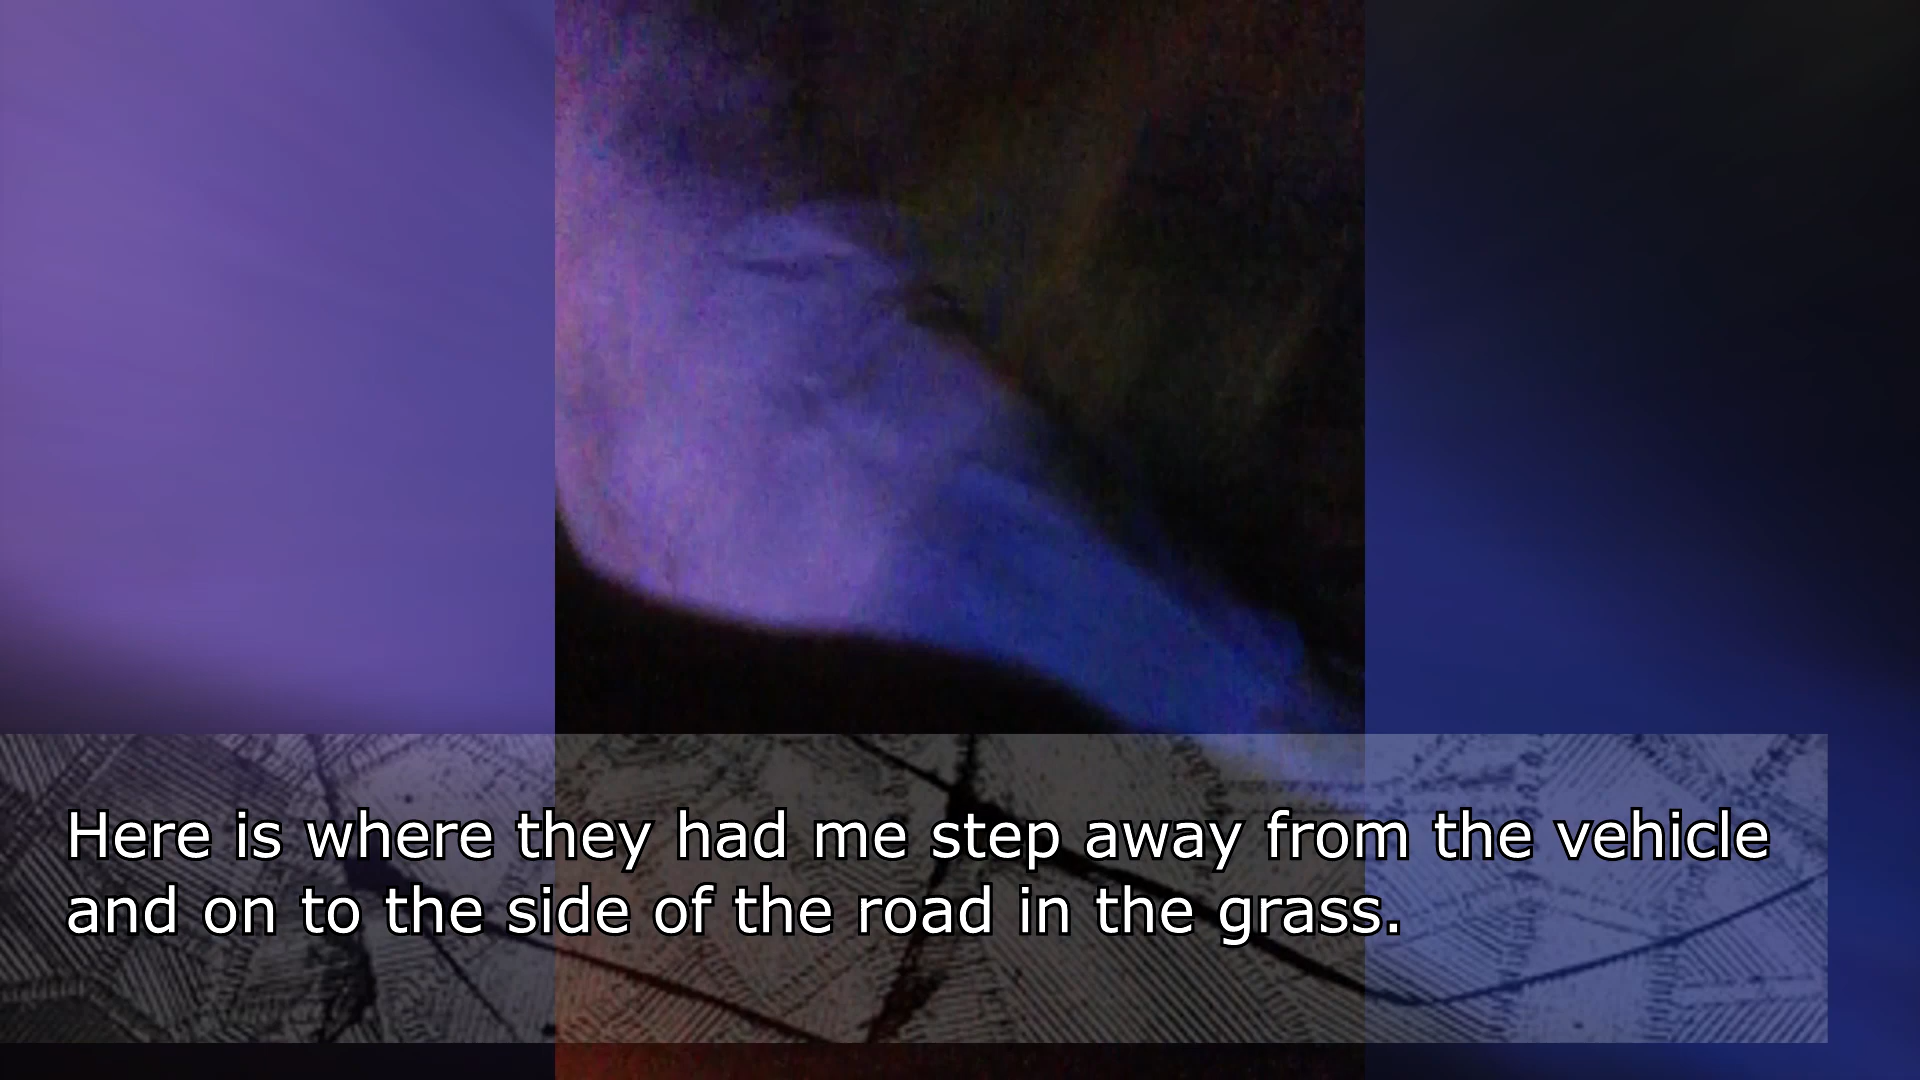 Here is where they had me step away from the vehicle
and on to the side of the road in the grass.